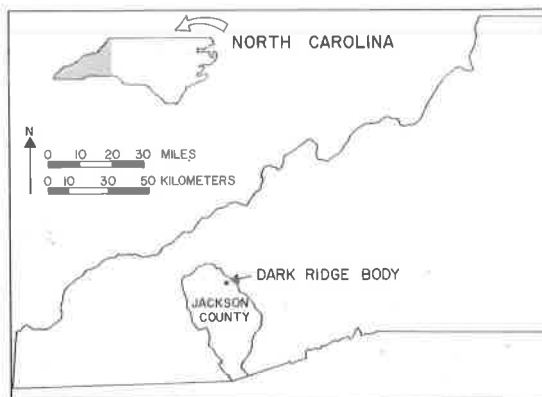 NORTH CAROLINA
N
0 10 20 30 MILES
0 10 30 50 KILOMETERS
DARK RIDGE BODY
JACKSON
COUNTY